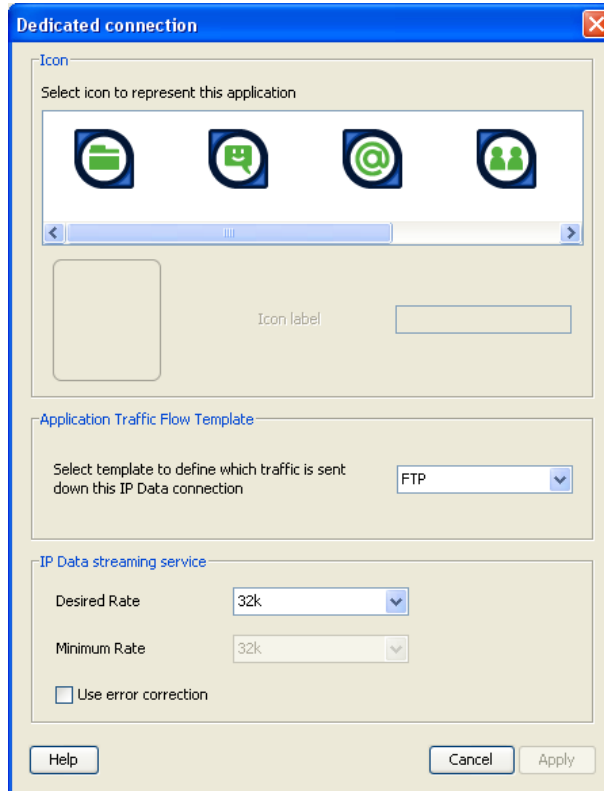 Dedicated connection
Icon
Select icon to represent this application
@
Icon label
Application Traffic Flow Template
Select template to define which traffic is sent
down this IP Data connection
FTP
IP Data streaming service
Desired Rate
32k
Minimum Rate
32k
Use error correction
Help
Cancel
Apply